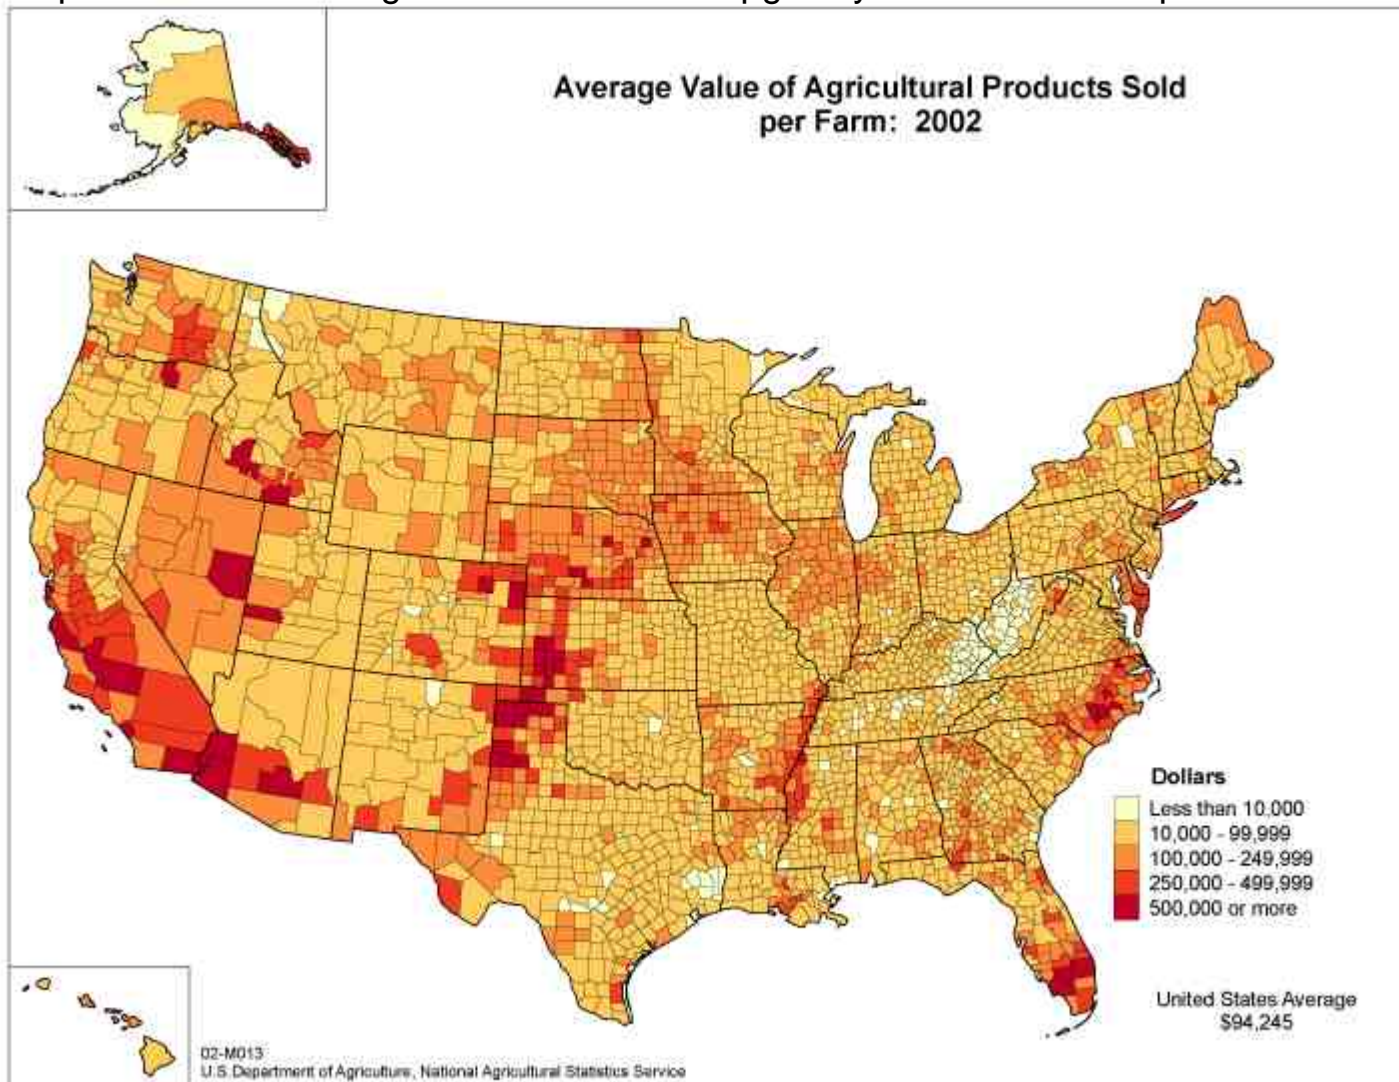 Average Value of Agricultural Products Sold
per Farm: 2002
Dollars
Less than 10,000
10,000 - 99,999
100,000 - 249,999
250,000 - 499,999
500,000 or more
United States Average
$94,245
02-M013
U.S. Department of Agriculture, National Agricultural Statistics Service